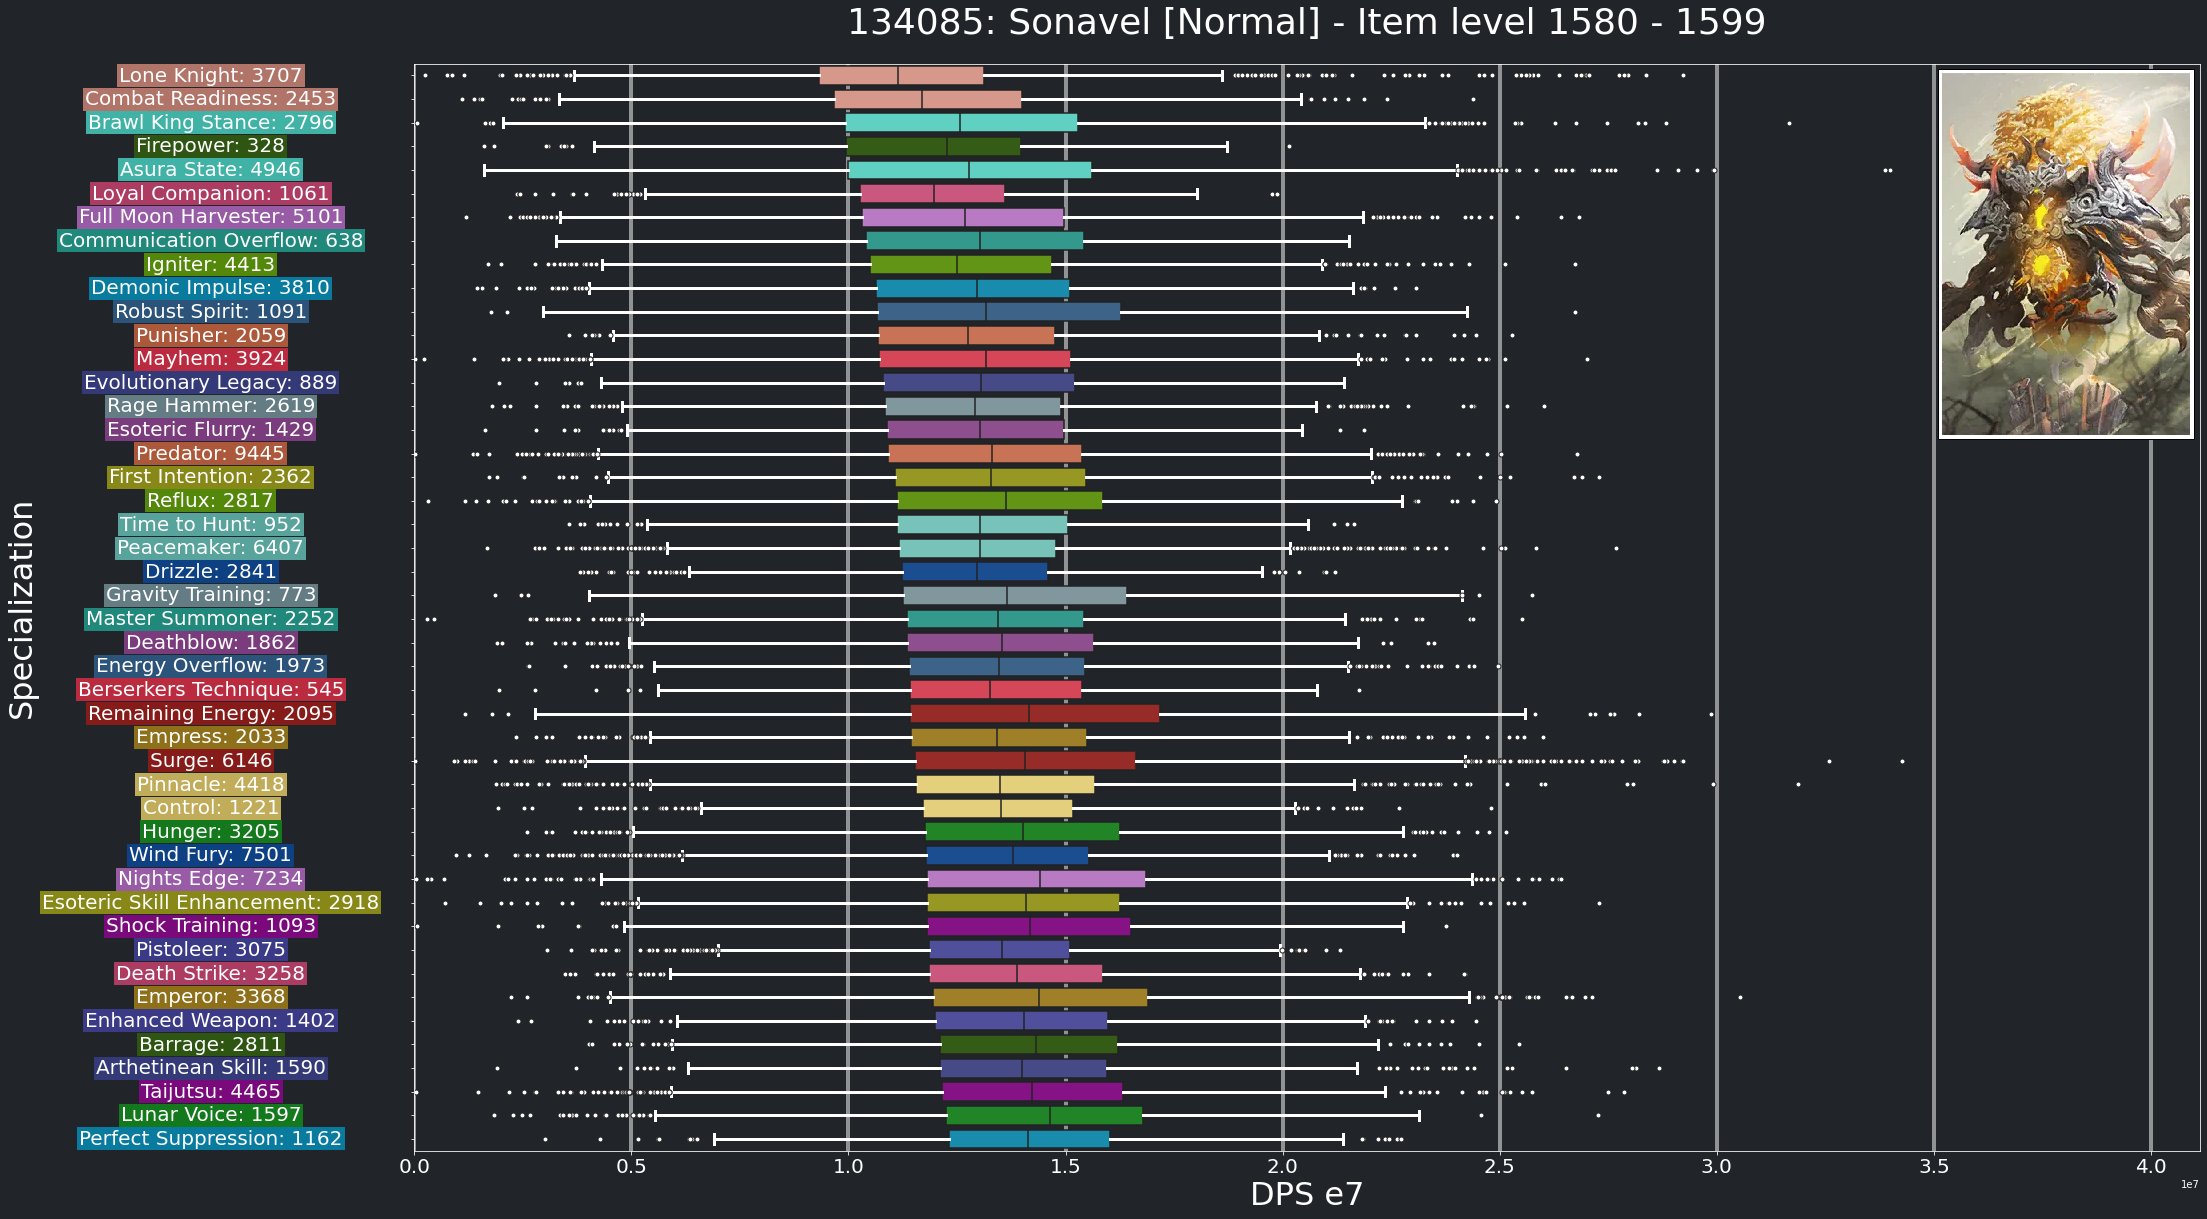 134085: Sonavel [Normal] - Item level 1580 - 1599
Lone Knight: 3707
Combat Readiness: 2453
Brawl King Stance: 2796
Firepower: 328
Asura State: 4946
Loyal Companion: 1061
Full Moon Harvester: 5101
Communication Overflow: 638
Igniter: 4413
Demonic Impulse: 3810
Robust Spirit: 1091
Punisher: 2059
Mayhem: 3924
Evolutionary Legacy: 889
Rage Hammer: 2619
Esoteric Flurry: 1429
Predator: 9445
First Intention: 2362
Reflux: 2817
Time to Hunt: 952
Peacemaker: 6407
Drizzle: 2841
Gravity Training: 773
Master Summoner: 2252
Deathblow: 1862
Energy Overflow: 1973
Berserkers Technique: 545
Remaining Energy: 2095
Empress: 2033
Surge: 6146
Pinnacle: 4418
Control: 1221
Hunger: 3205
Wind Fury: 7501
Nights Edge: 7234
Esoteric Skill Enhancement: 2918
Shock Training: 1093
Pistoleer: 3075
Death Strike: 3258
Emperor: 3368
Enhanced Weapon: 1402
Barrage: 2811
Arthetinean Skill: 1590
Taijutsu: 4465
Lunar Voice: 1597
Perfect Suppression: 1162
Specialization
0.0 0.5 1.0 1.5 2.0 2.5 3.0 3.5 4.0
1e7
DPS e7